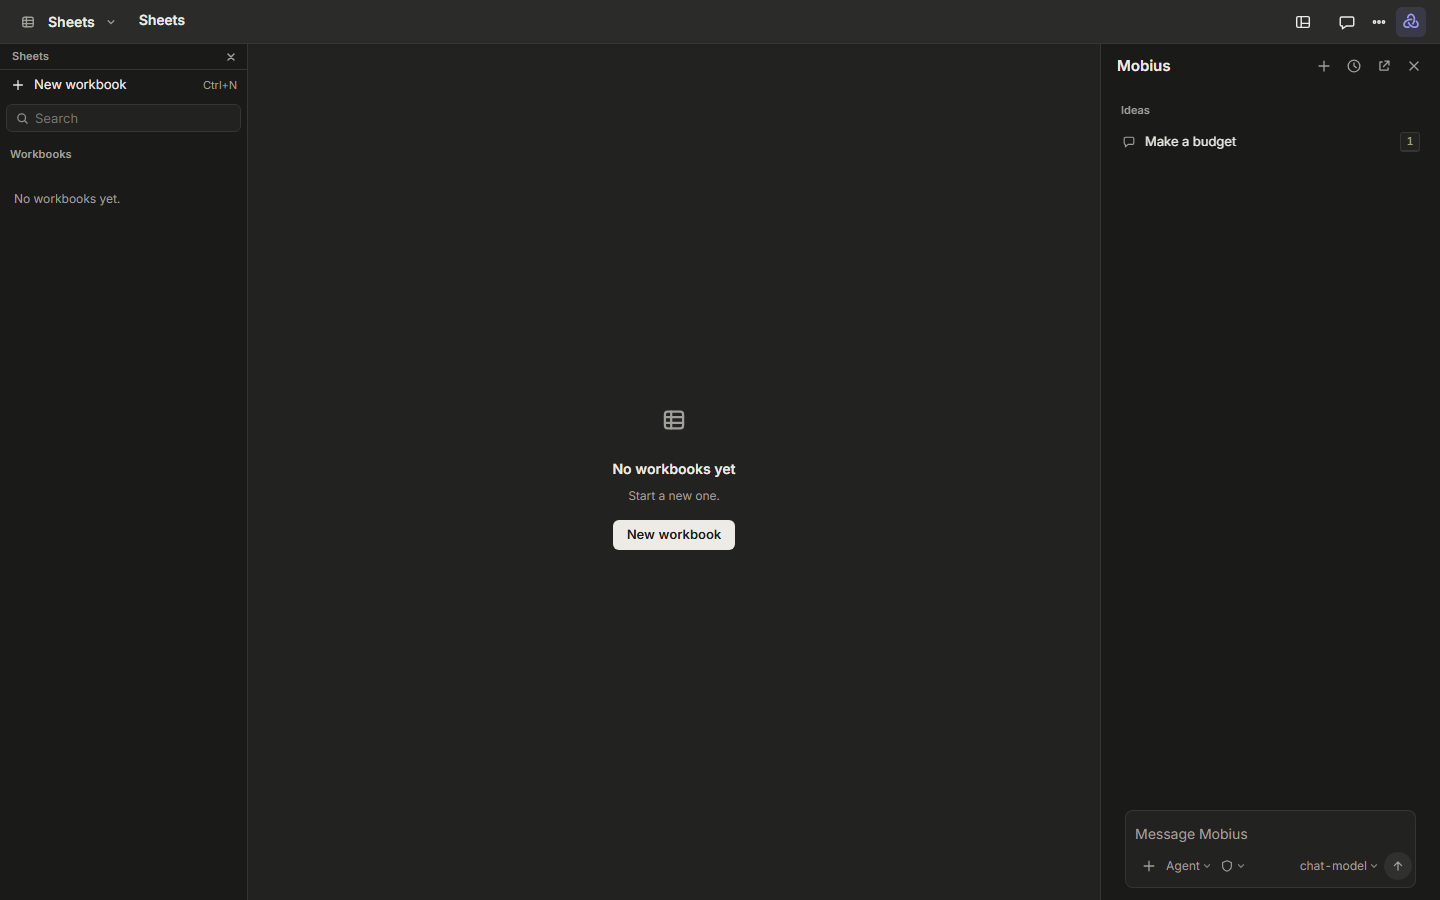 Sheets
Sheets
Sheets
New workbook Ctrl+N
Search
Workbooks
No workbooks yet.
No workbooks yet
Start a new one.
New workbook
Mobius
Ideas
Make a budget 1
Message Mobius
Agent chat-model